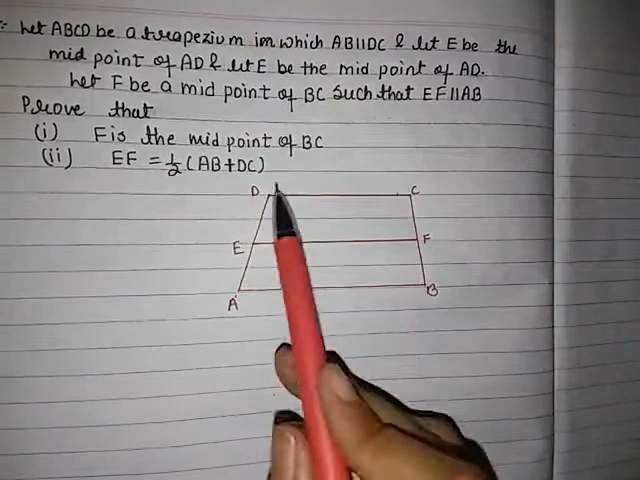 Let ABCD be a trapezium in which AB||DC & let E be the
mid point of AD & let E be the mid point of AD.
Let F be a mid point of BC Such that EF||AB
Prove that
(i) F is the mid point of BC
(ii) EF = 1/2 (AB+DC)
D C
E F
A B